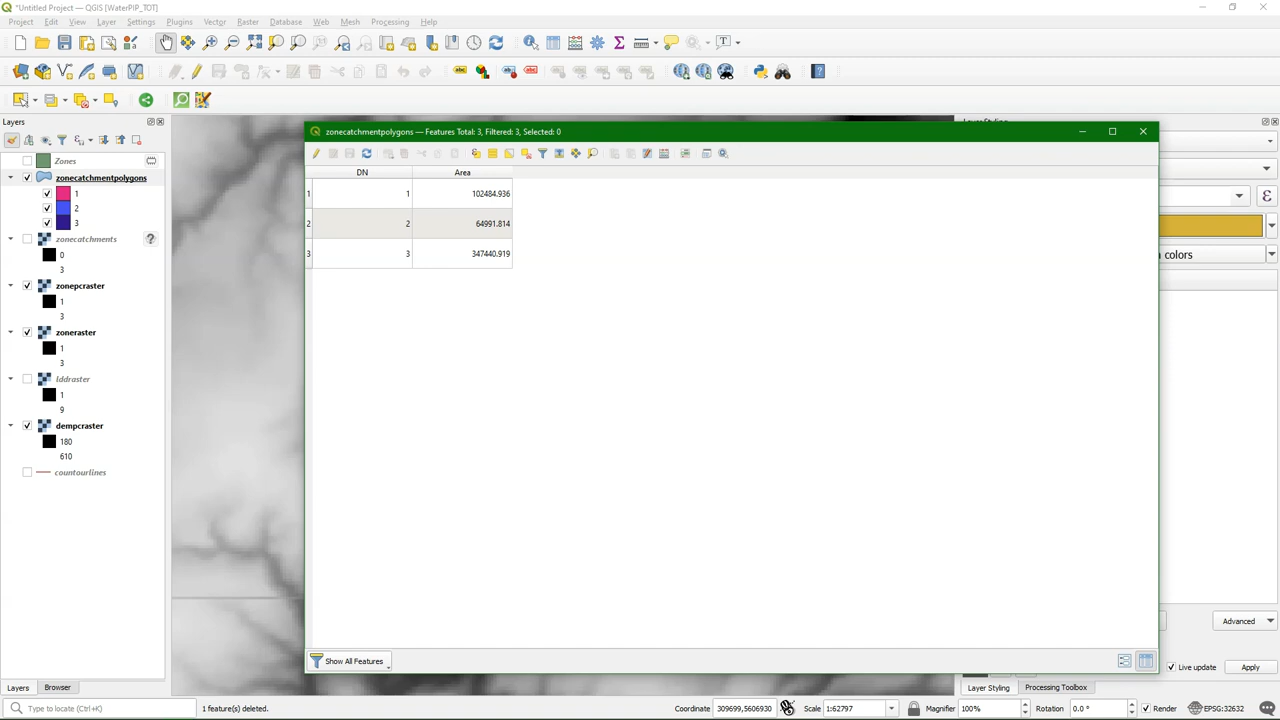 *Untitled Project — QGIS [WaterPIP_TOT]
Project Edit View Layer Settings Plugins Vector Raster Database Web Mesh Processing Help
Layers
Layer Styling
zonecatchmentpolygons — Features Total: 3, Filtered: 3, Selected: 0
Zones
zonecatchmentpolygons
1
2
3
zonecatchments
0
3
zonepcraster
1
3
zoneraster
1
3
lddraster
1
9
dempcraster
180
610
countourlines
DN Area
1 1 102484.936
2 2 64991.814
3 3 347440.919
colors
Show All Features
Advanced
Live update Apply
Layers Browser
Layer Styling Processing Toolbox
Type to locate (Ctrl+K) 1 feature(s) deleted. Coordinate 309699,5606930 Scale 1:62797 Magnifier 100% Rotation 0.0 ° Render EPSG:32632